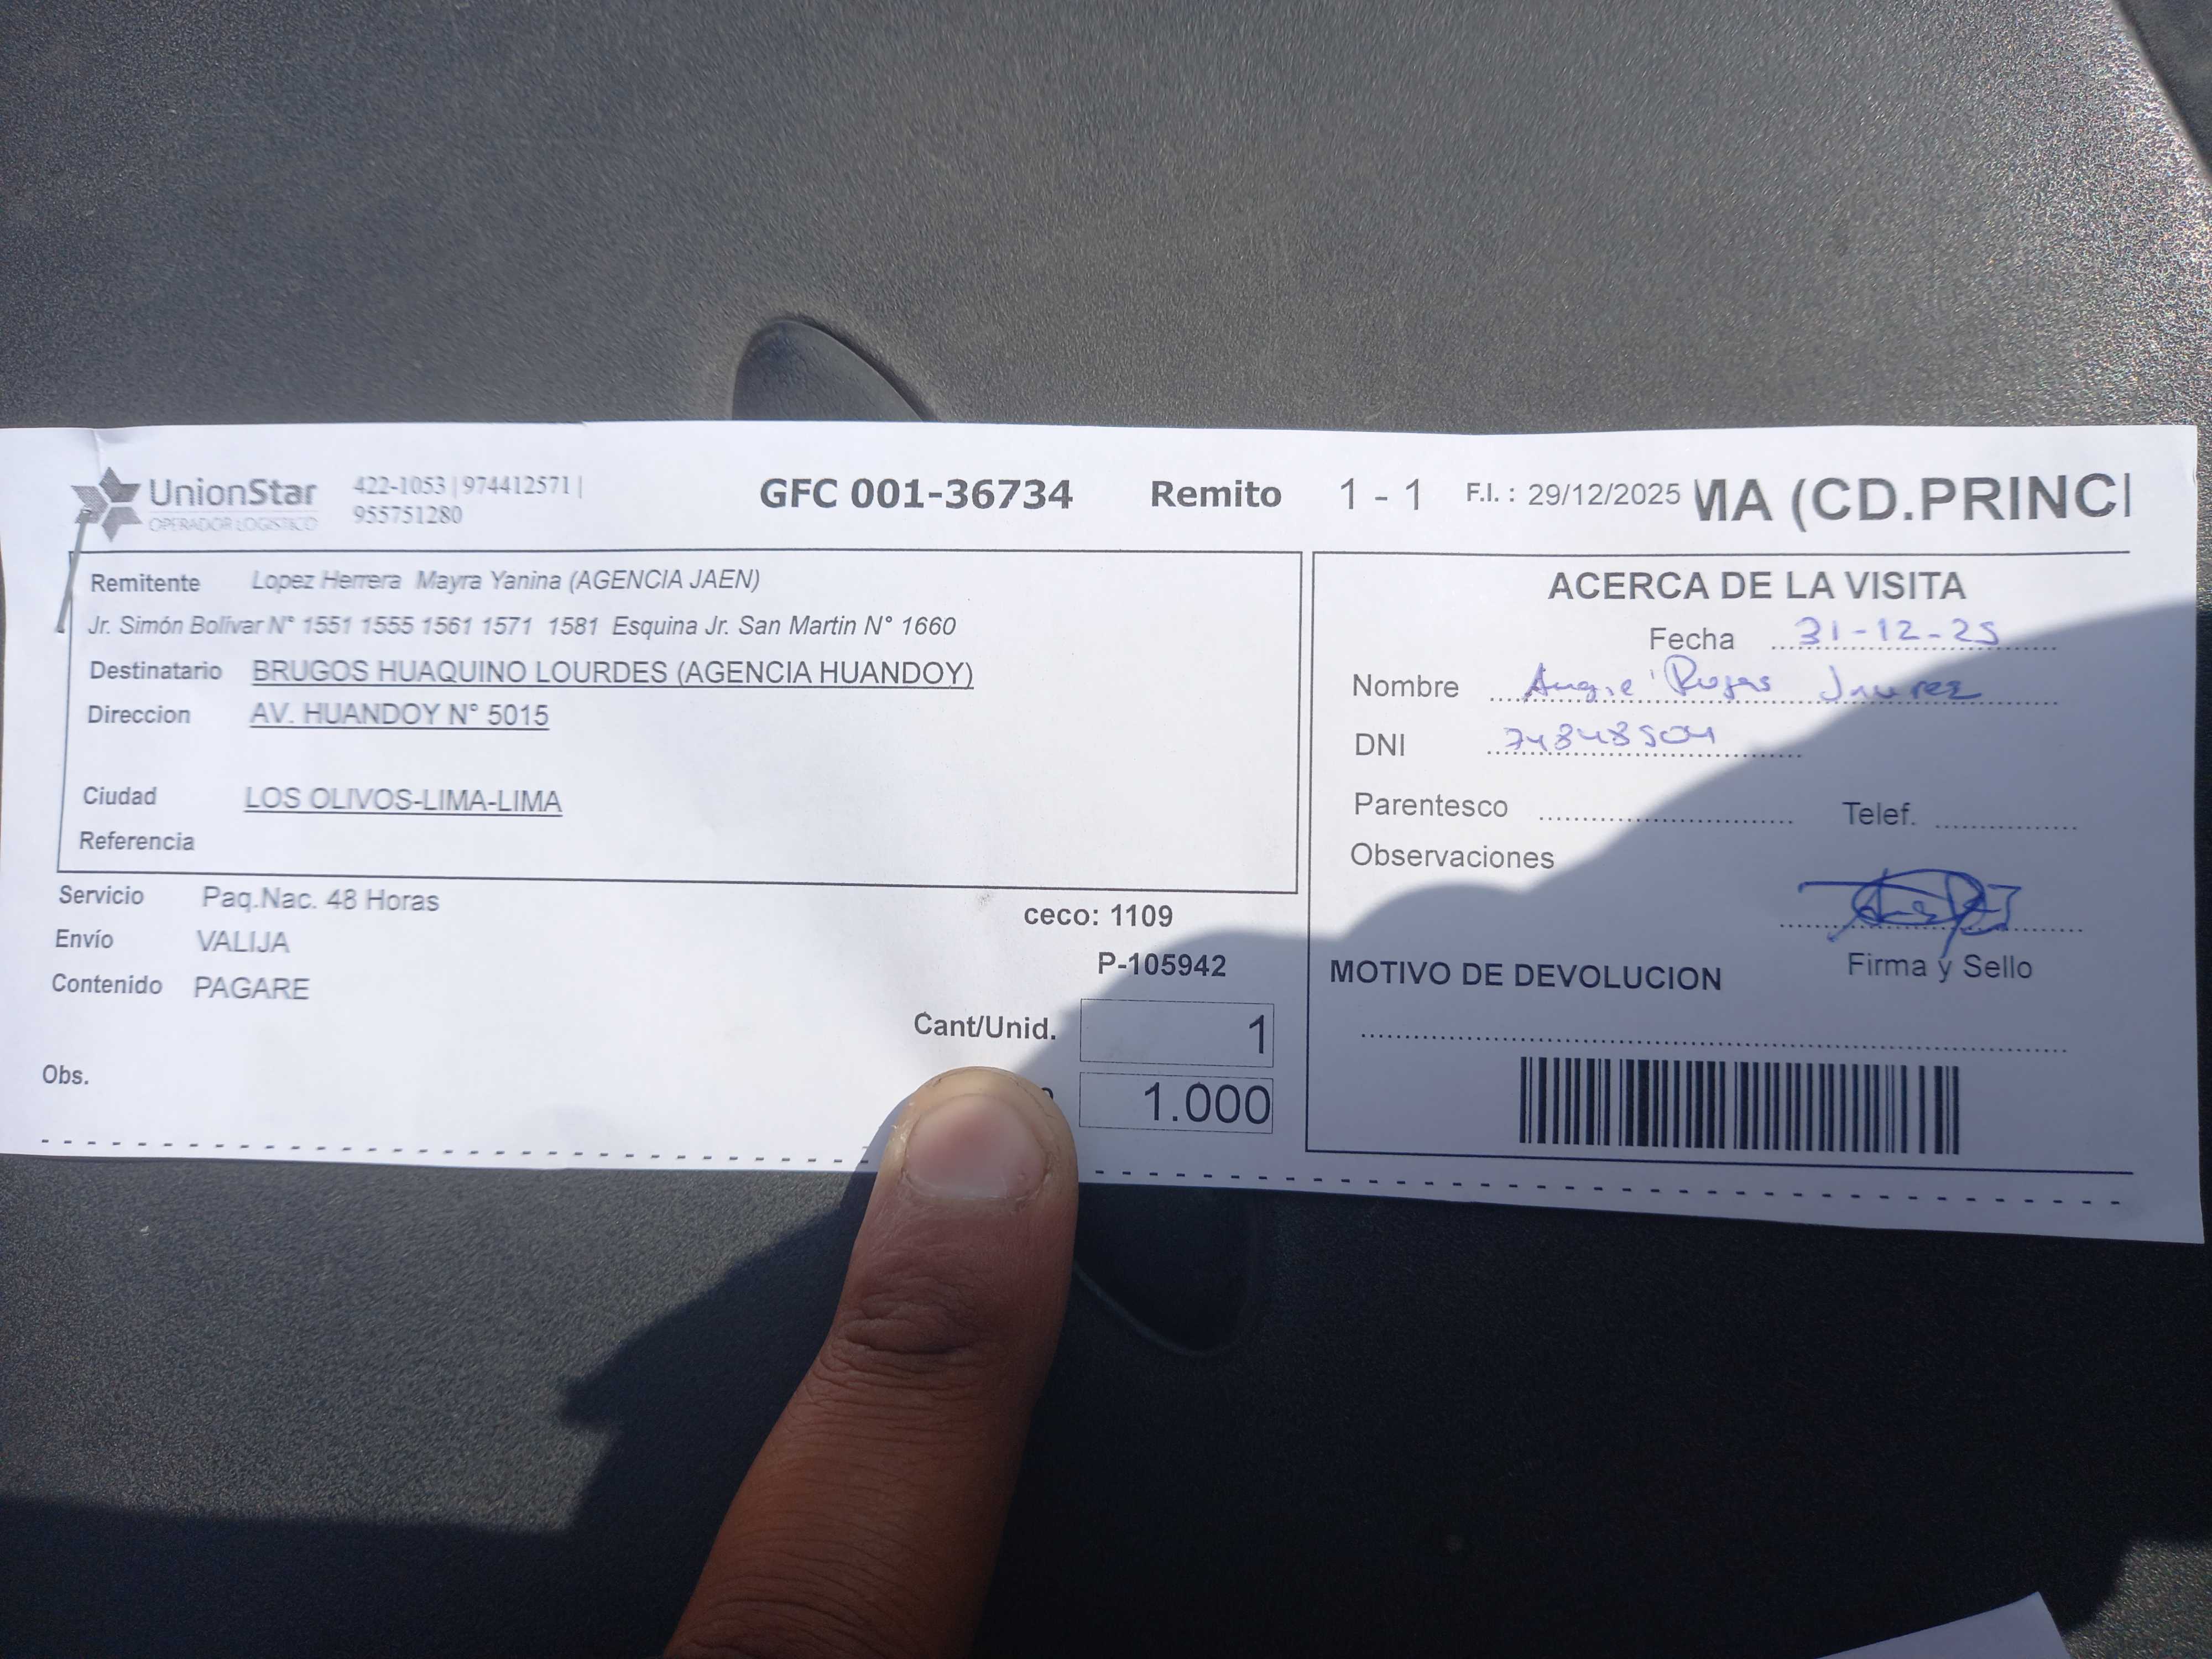 UnionStar
OPERADOR LOGISTICO
422-1053 | 974412571 |
955751280
GFC 001-36734
Remito 1 - 1
F.I. : 29/12/2025
MA (CD.PRINCI
Remitente Lopez Herrera Mayra Yanina (AGENCIA JAEN)
Jr. Simón Bolívar N° 1551 1555 1561 1571 1581 Esquina Jr. San Martin N° 1660
Destinatario BRUGOS HUAQUINO LOURDES (AGENCIA HUANDOY)
Direccion AV. HUANDOY N° 5015
Ciudad LOS OLIVOS-LIMA-LIMA
Referencia
Servicio Paq.Nac. 48 Horas
Envío VALIJA
Contenido PAGARE
Obs.
ceco: 1109
P-105942
Cant/Unid. 1
1.000
ACERCA DE LA VISITA
Fecha 31-12-25
Nombre Angie Rojas Juarez
DNI 74848504
Parentesco
Telef.
Observaciones
Firma y Sello
MOTIVO DE DEVOLUCION